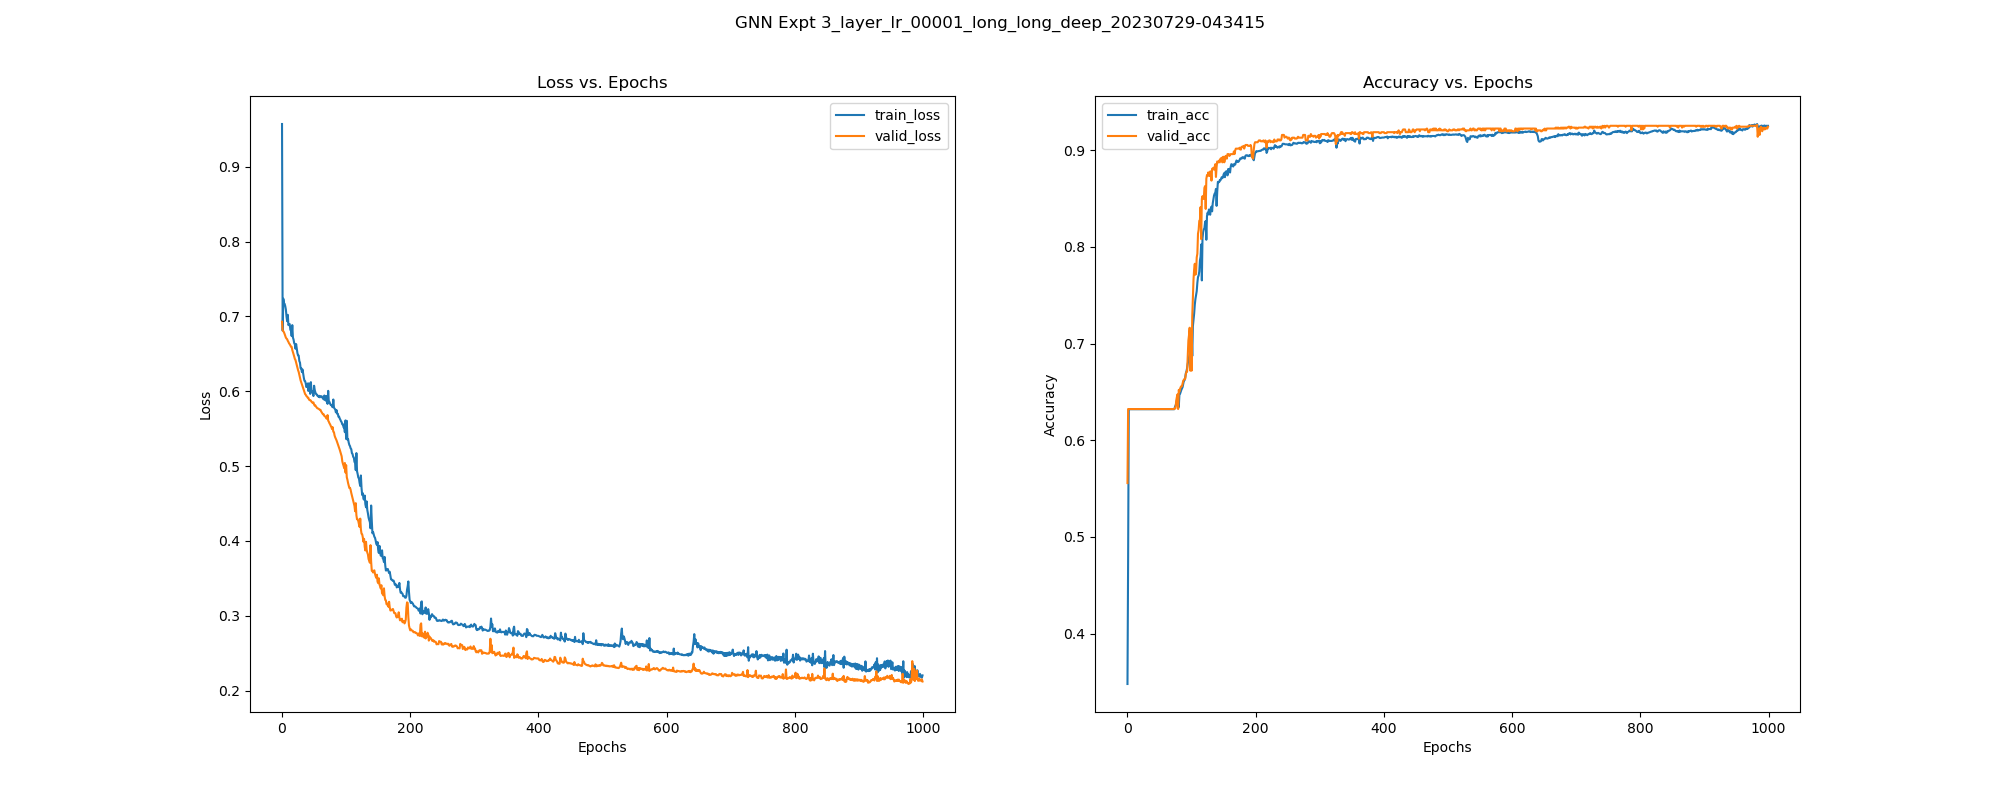 GNN Expt 3_layer_lr_00001_long_long_deep_20230729-043415
Loss vs. Epochs
train_loss
valid_loss
0.9
0.8
0.7
0.6
0.5
0.4
0.3
0.2
Loss
0 200 400 600 800 1000
Epochs
Accuracy vs. Epochs
train_acc
valid_acc
0.9
0.8
0.7
0.6
0.5
0.4
Accuracy
0 200 400 600 800 1000
Epochs